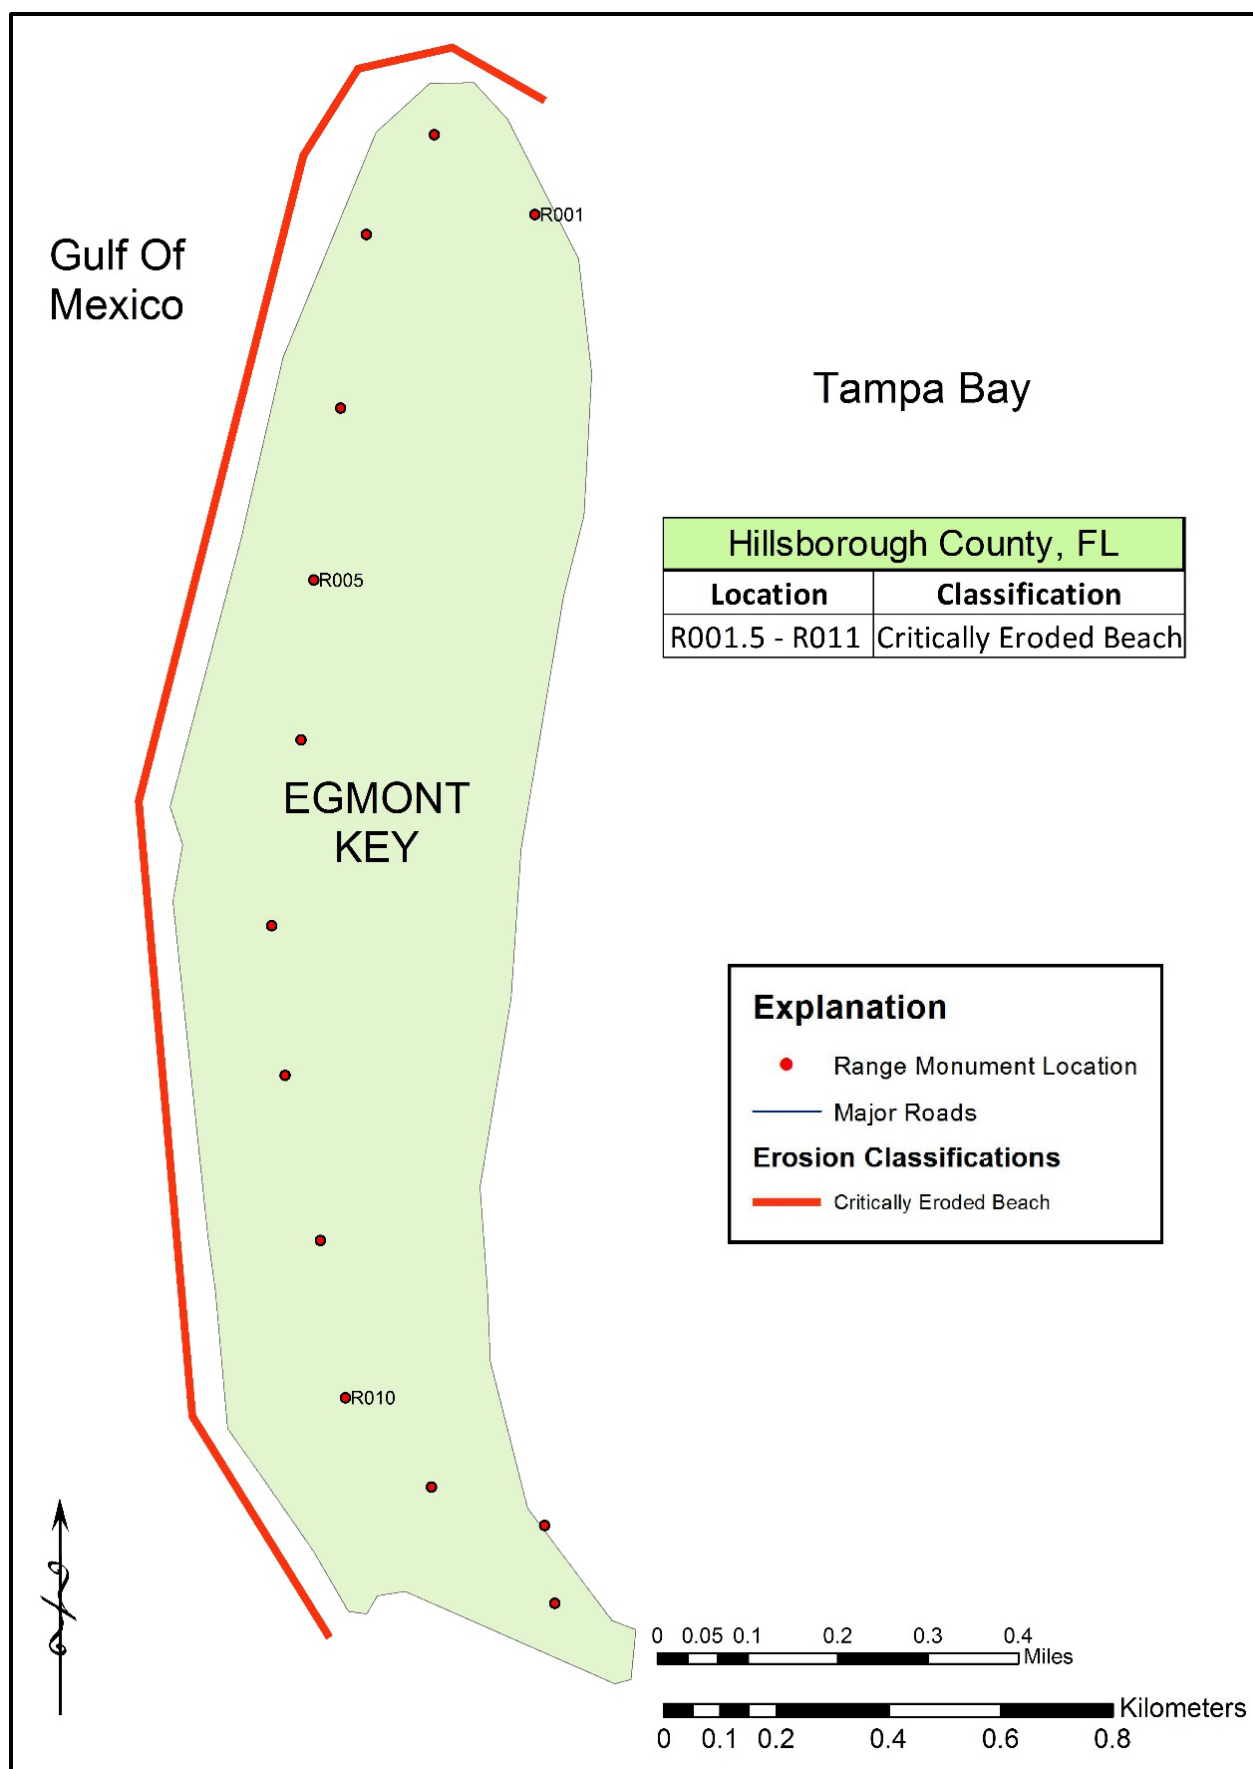 Gulf Of
Mexico
R001
Tampa Bay
R005
Hillsborough County, FL
Location Classification
R001.5 - R011 Critically Eroded Beach
EGMONT
KEY
Explanation
Range Monument Location
Major Roads
Erosion Classifications
Critically Eroded Beach
R010
0 0.05 0.1 0.2 0.3 0.4
Miles
Kilometers
0 0.1 0.2 0.4 0.6 0.8